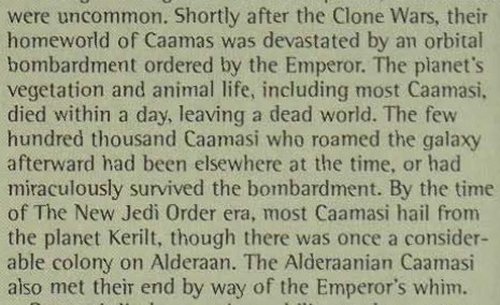 were uncommon. Shortly after the Clone Wars, their
homeworld of Caamas was devastated by an orbital
bombardment ordered by the Emperor. The planet's
vegetation and animal life, including most Caamasi,
died within a day, leaving a dead world. The few
hundred thousand Caamasi who roamed the galaxy
afterward had been elsewhere at the time, or had
miraculously survived the bombardment. By the time
of The New Jedi Order era, most Caamasi hail from
the planet Kerilt, though there was once a consider-
able colony on Alderaan. The Alderaanian Caamasi
also met their end by way of the Emperor's whim.